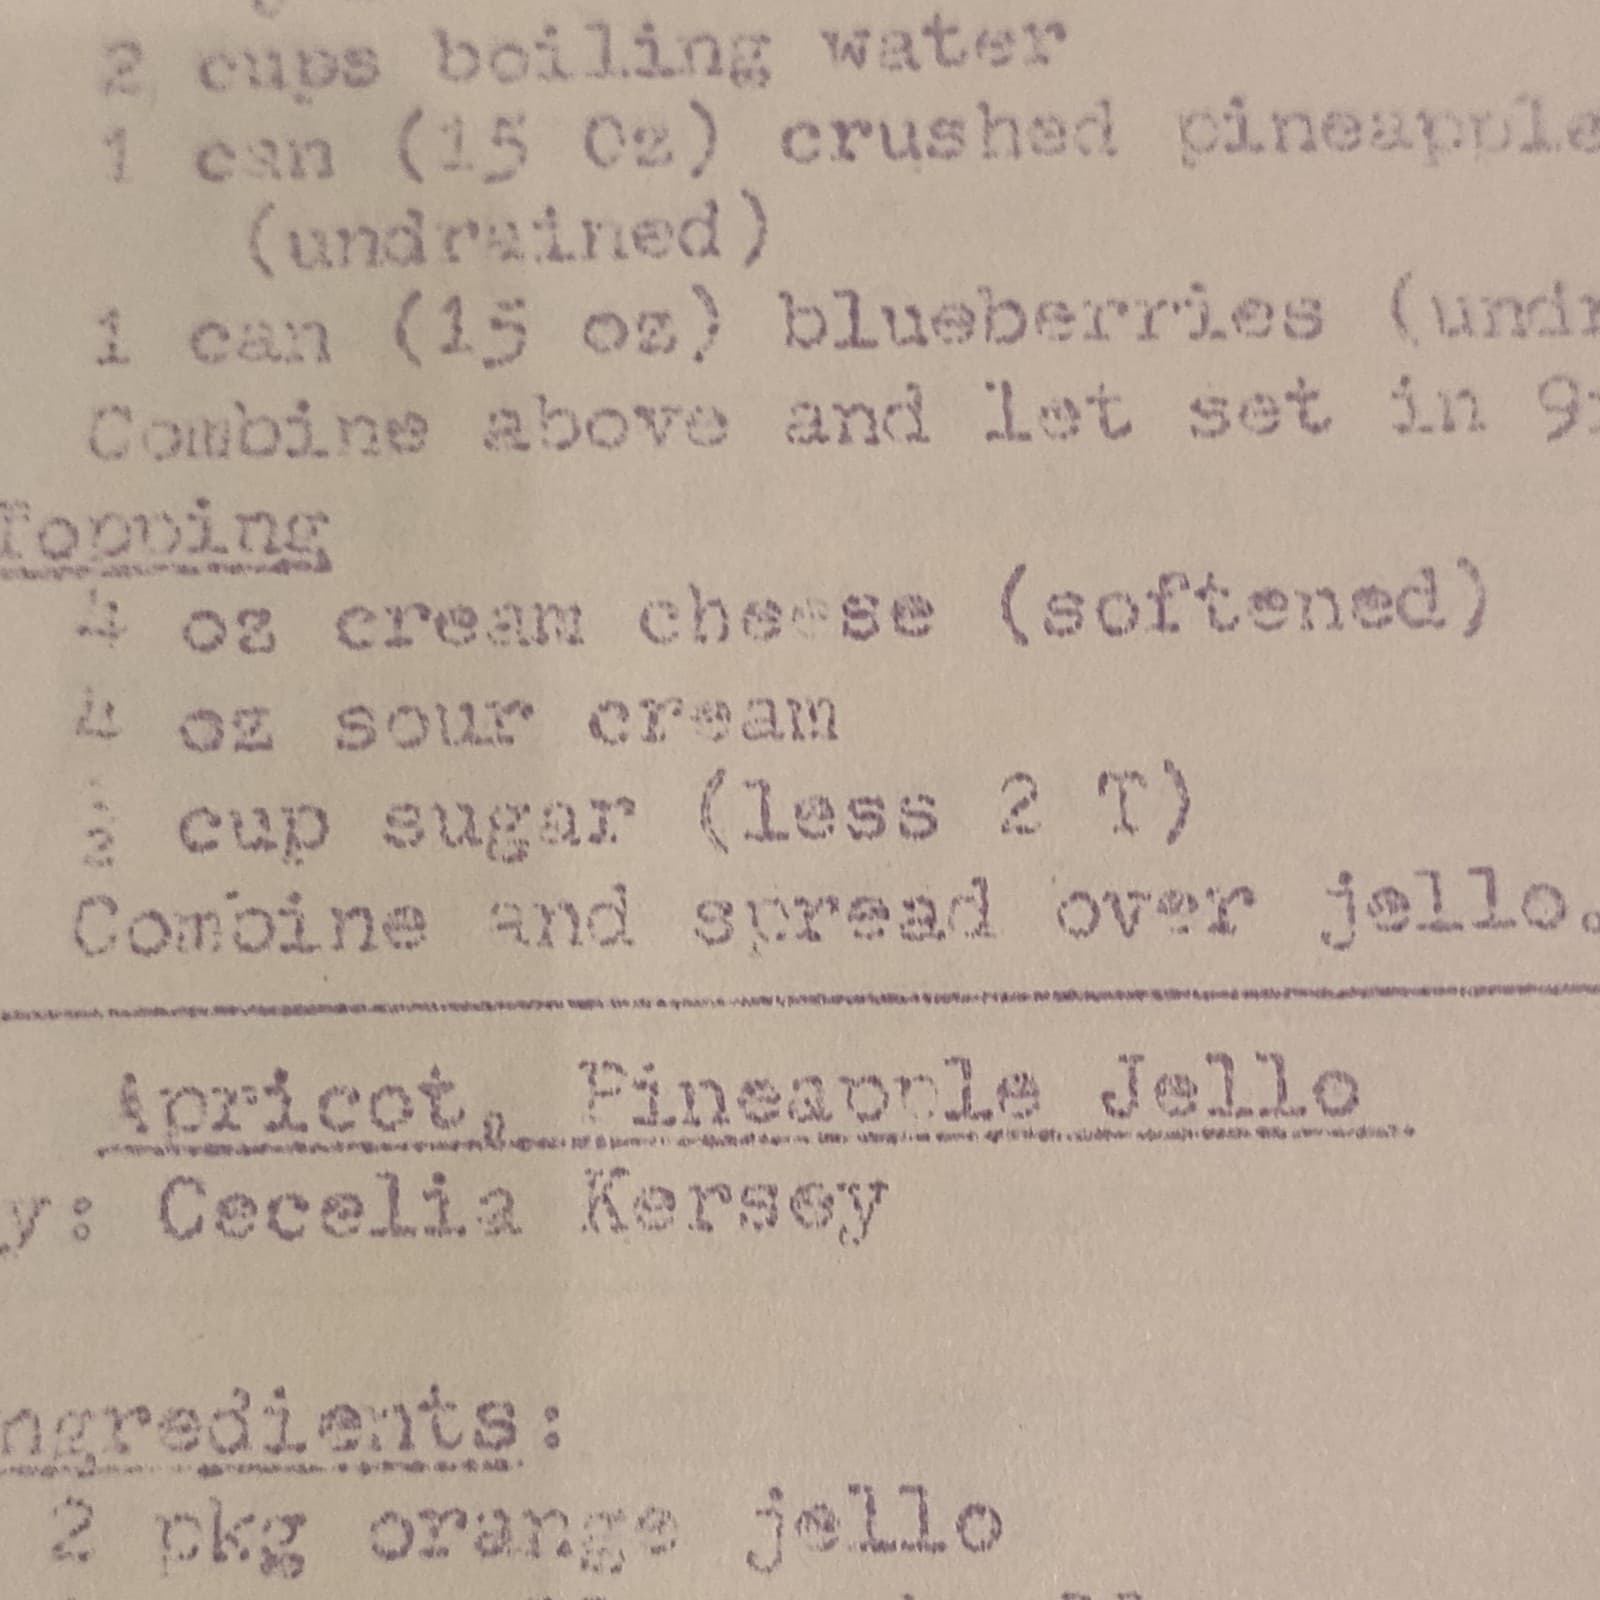 2 cups boiling water
1 can (15 Oz) crushed pineapple
(undrained)
1 can (15 oz) blueberries (undr
Combine above and let set in 9
Topping
4 oz cream cheese (softened)
4 oz sour cream
½ cup sugar (less 2 T)
Combine and spread over jello.
Apricot, Pineapple Jello
y: Cecelia Kersey
ngredients:
2 pkg orange jello